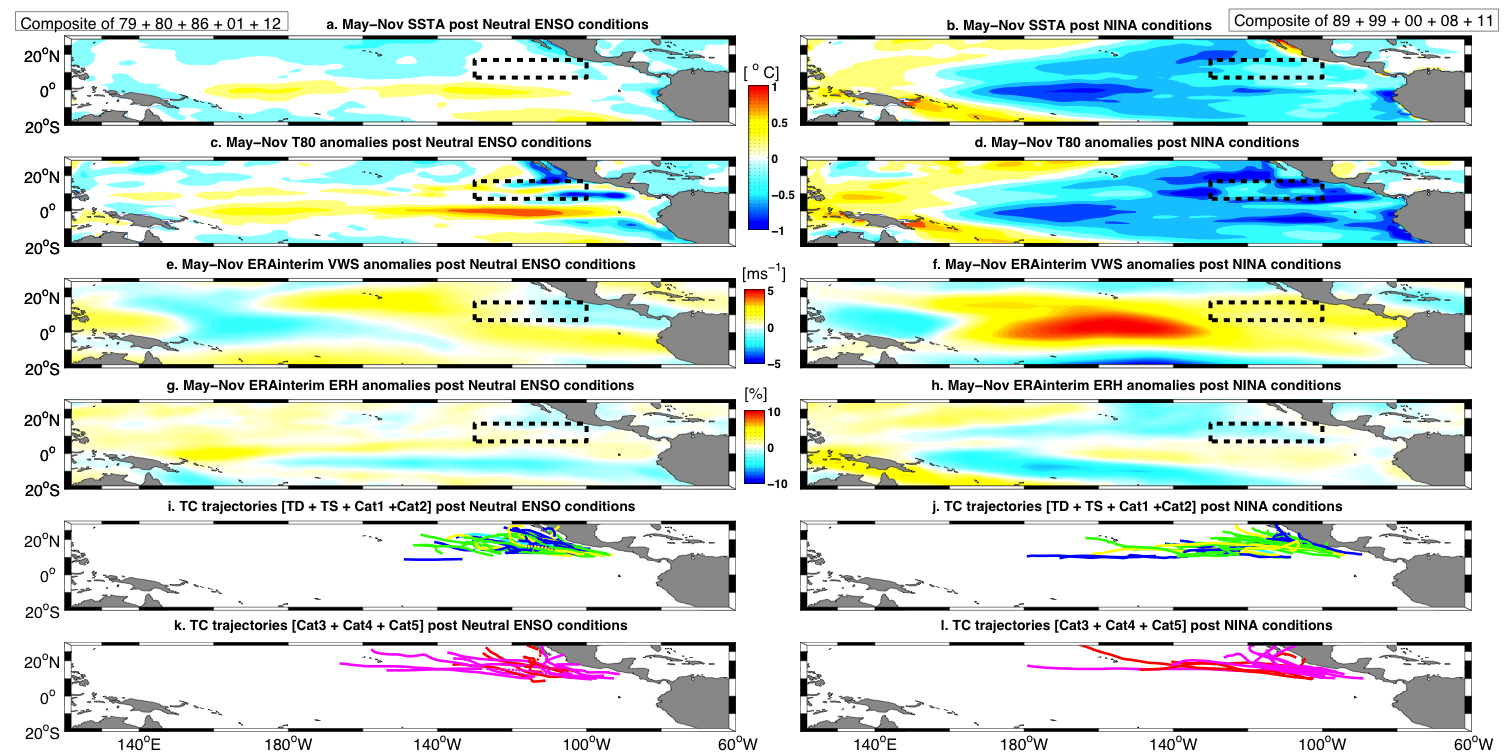 Composite of 79 + 80 + 86 + 01 + 12
a. May–Nov SSTA post Neutral ENSO conditions
b. May–Nov SSTA post NINA conditions
Composite of 89 + 99 + 00 + 08 + 11
20°N
0°
20°S
[ °C]
1
0.5
0
−0.5
−1
c. May–Nov T80 anomalies post Neutral ENSO conditions
d. May–Nov T80 anomalies post NINA conditions
20°N
0°
20°S
e. May–Nov ERAinterim VWS anomalies post Neutral ENSO conditions
f. May–Nov ERAinterim VWS anomalies post NINA conditions
20°N
0°
20°S
[ms−1]
5
0
−5
g. May–Nov ERAinterim ERH anomalies post Neutral ENSO conditions
h. May–Nov ERAinterim ERH anomalies post NINA conditions
20°N
0°
20°S
[%]
10
0
−10
i. TC trajectories [TD + TS + Cat1 +Cat2] post Neutral ENSO conditions
j. TC trajectories [TD + TS + Cat1 +Cat2] post NINA conditions
20°N
0°
20°S
k. TC trajectories [Cat3 + Cat4 + Cat5] post Neutral ENSO conditions
l. TC trajectories [Cat3 + Cat4 + Cat5] post NINA conditions
20°N
0°
20°S
140°E 180°W 140°W 100°W 60°W
140°E 180°W 140°W 100°W 60°W